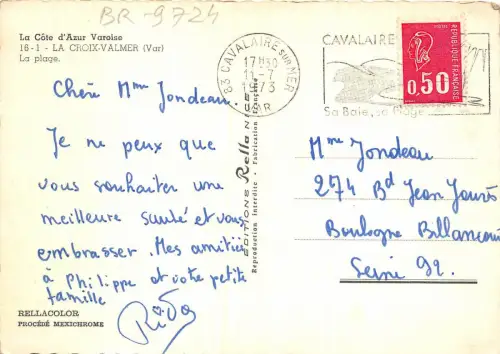 BR-9724
La Côte d'Azur Varoise
16-1 - LA CROIX-VALMER (Var)
La plage.
83 CAVALAIRE SUR MER
17H30
11-7
1973
VAR
CAVALAIRE
Sa Baie, sa Plage
REPUBLIQUE FRANÇAISE
0,50
Chère Mme Jondeau.
Je ne peux que
vous souhaiter une
meilleure santé et vous
embrasser. Mes amitiés
à Philippe et votre petite
famille
EDITIONS Rella NICE
Reproduction Interdite - Fabrication Française
Mme Jondeau
274 Bd Jean Jaurès
Boulogne Billancourt
Seine 92.
RELLACOLOR
PROCÉDÉ MEXICHROME